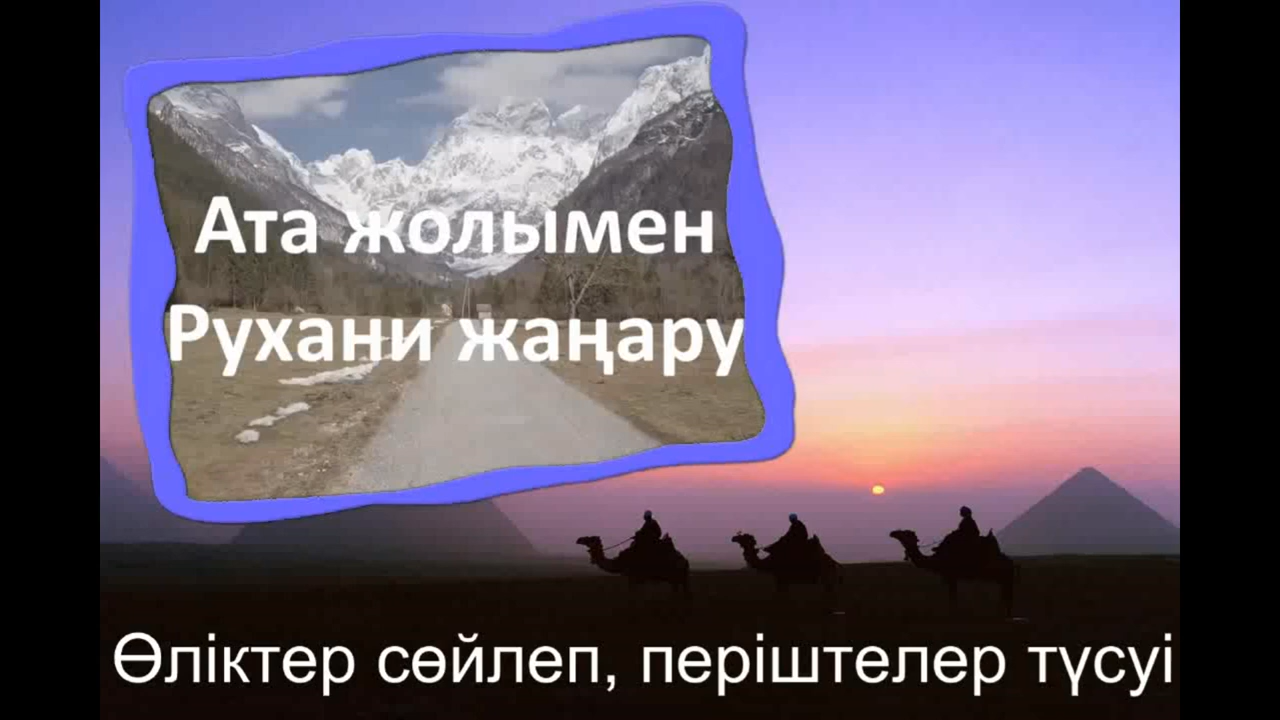 Ата жолымен
Рухани жаңару
Өліктер сөйлеп, періштелер түсуі